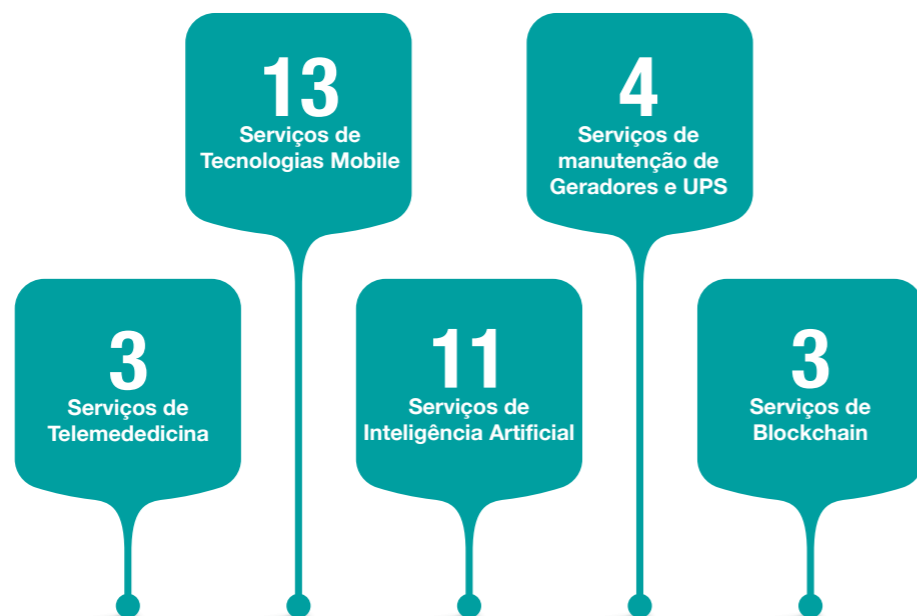 13
Serviços de
Tecnologias Mobile
4
Serviços de
manutenção de
Geradores e UPS
3
Serviços de
Telemededicina
11
Serviços de
Inteligência Artificial
3
Serviços de
Blockchain